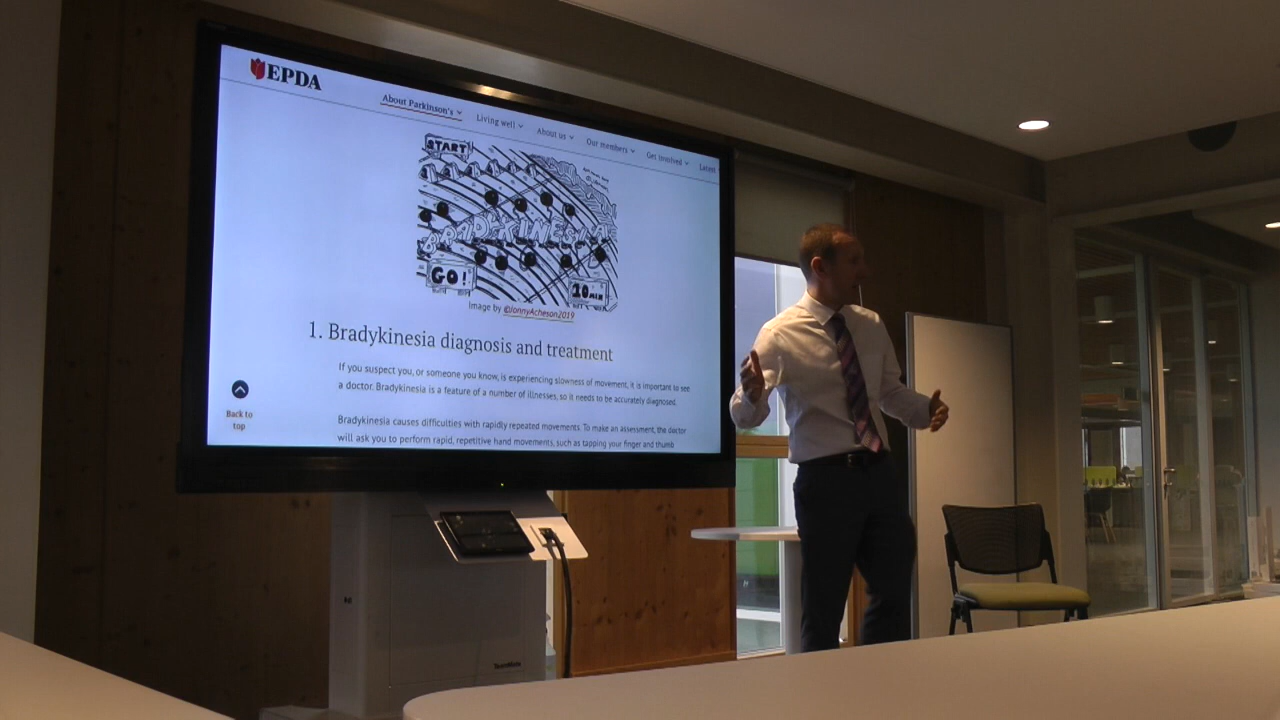 EPDA
About Parkinson's
Living well
About us
Our members
Get involved
Latest
START
BRADYKINESIA
GO!
10 MIN
Image by @JonnyAcheson2019
1. Bradykinesia diagnosis and treatment
If you suspect you, or someone you know, is experiencing slowness of movement, it is important to see
a doctor. Bradykinesia is a feature of a number of illnesses, so it needs to be accurately diagnosed.
Bradykinesia causes difficulties with rapidly repeated movements. To make an assessment, the doctor
will ask you to perform rapid, repetitive hand movements, such as tapping your finger and thumb
Back to
top
TeamMate